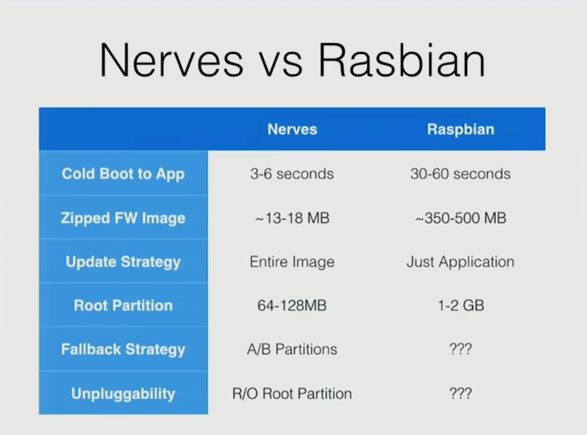 Nerves vs Rasbian
Nerves Raspbian
Cold Boot to App 3-6 seconds 30-60 seconds
Zipped FW Image ~13-18 MB ~350-500 MB
Update Strategy Entire Image Just Application
Root Partition 64-128MB 1-2 GB
Fallback Strategy A/B Partitions ???
Unpluggability R/O Root Partition ???